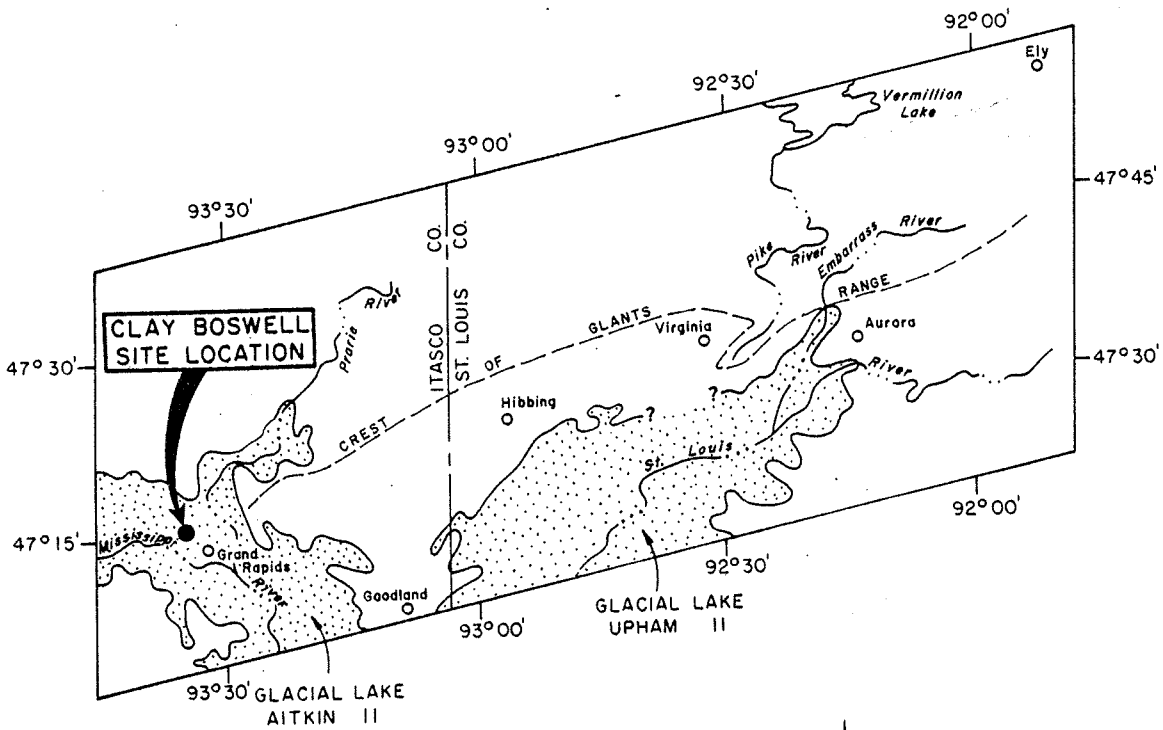 92°00'
Ely
92°30'
Vermillion
Lake
93°00'
47°45'
93°30'
ITASCO CO.
ST. LOUIS CO.
Pike River
Embarrass River
River
Praria
CLAY BOSWELL
SITE LOCATION
CREST OF GLANTS RANGE
Virginia
Aurora
47°30'
47°30'
River
Hibbing
?
?
St. Louis
92°00'
47°15'
Mississippi
Grand
Rapids
River
Goodland
92°30'
93°00'
GLACIAL LAKE
UPHAM II
93°30'
GLACIAL LAKE
AITKIN II